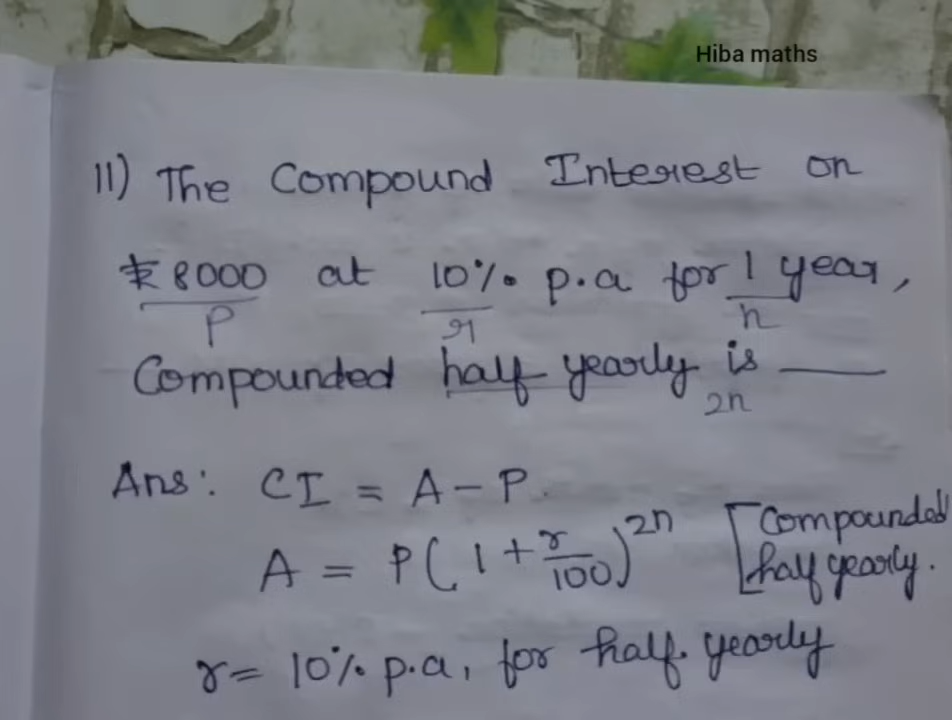 Hiba maths
11) The Compound Interest on
₹ 8000 at 10% p.a for 1 year,
P r n
Compounded half yearly is ___
2n
Ans: CI = A - P.
A = P(1 + r/100)^2n [Compounded
half yearly.
r = 10% p.a, for half yearly